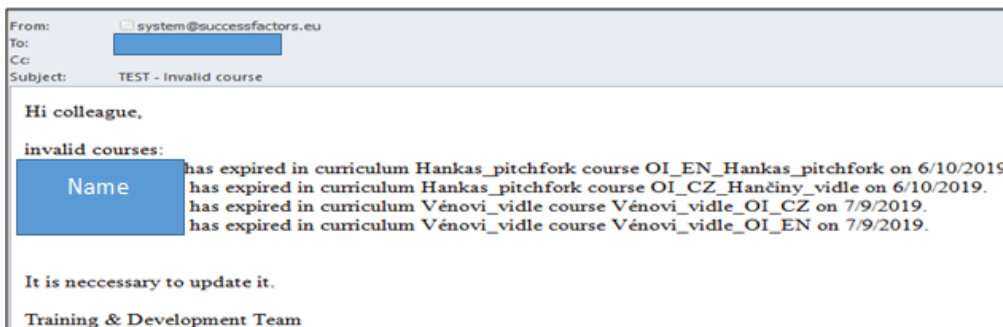 From: system@successfactors.eu
To:
Cc:
Subject: TEST - Invalid course
Hi colleague,
invalid courses:
Name
has expired in curriculum Hankas_pitchfork course OI_EN_Hankas_pitchfork on 6/10/2019
has expired in curriculum Hankas_pitchfork course OI_CZ_Hančiny_vidle on 6/10/2019.
has expired in curriculum Vénovi_vidle course Vénovi_vidle_OI_CZ on 7/9/2019.
has expired in curriculum Vénovi_vidle course Vénovi_vidle_OI_EN on 7/9/2019.
It is neccessary to update it.
Training & Development Team